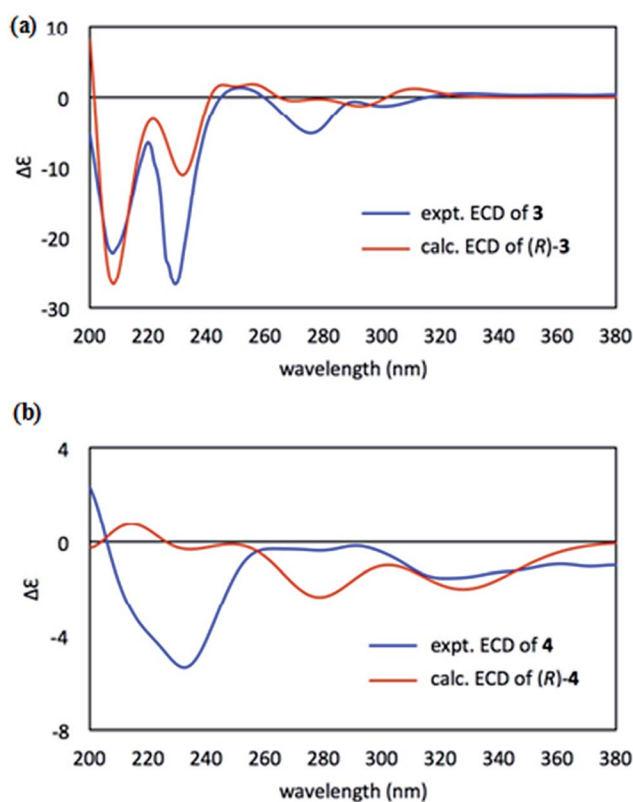 (a)
10
0
-10
-20
-30
Δε
expt. ECD of 3
calc. ECD of (R)-3
200 220 240 260 280 300 320 340 360 380
wavelength (nm)
(b)
4
0
-4
-8
Δε
expt. ECD of 4
calc. ECD of (R)-4
200 220 240 260 280 300 320 340 360 380
wavelength (nm)